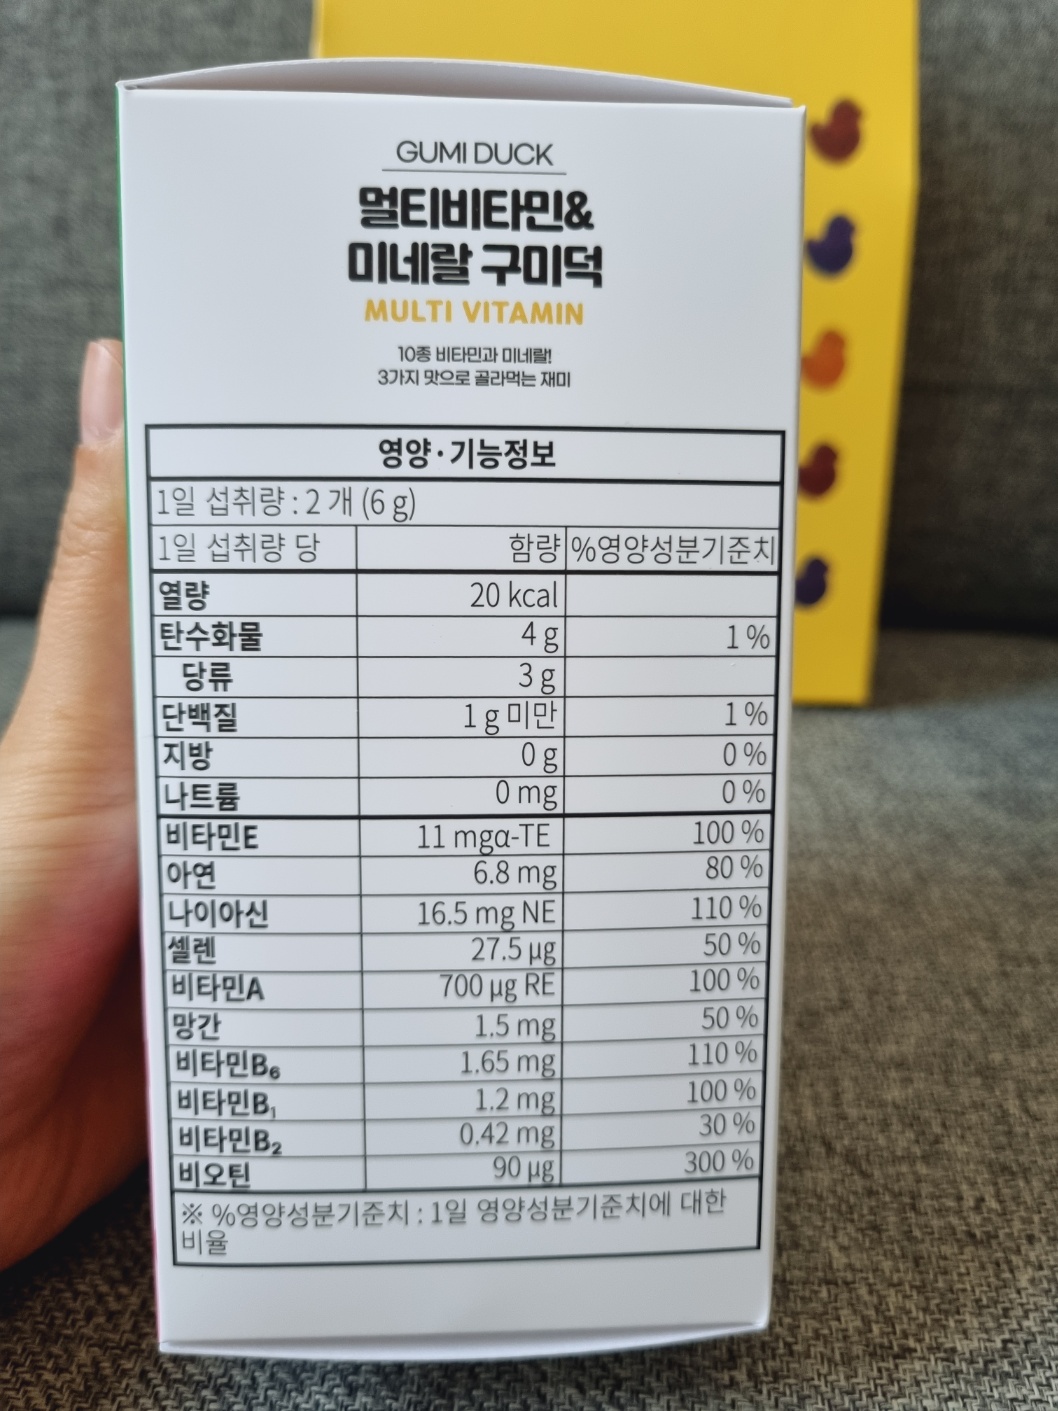 GUMI DUCK
멀티비타민&
미네랄 구미덕
MULTI VITAMIN
10종 비타민과 미네랄!
3가지 맛으로 골라먹는 재미
영양·기능정보
1일 섭취량 : 2 개 (6 g)
1일 섭취량 당 함량 %영양성분기준치
열량 20 kcal
탄수화물 4 g 1 %
당류 3 g
단백질 1 g 미만 1 %
지방 0 g 0 %
나트륨 0 mg 0 %
비타민E 11 mgα-TE 100 %
아연 6.8 mg 80 %
나이아신 16.5 mg NE 110 %
셀렌 27.5 μg 50 %
비타민A 700 μg RE 100 %
망간 1.5 mg 50 %
비타민B₆ 1.65 mg 110 %
비타민B₁ 1.2 mg 100 %
비타민B₂ 0.42 mg 30 %
비오틴 90 μg 300 %
※ %영양성분기준치 : 1일 영양성분기준치에 대한
비율